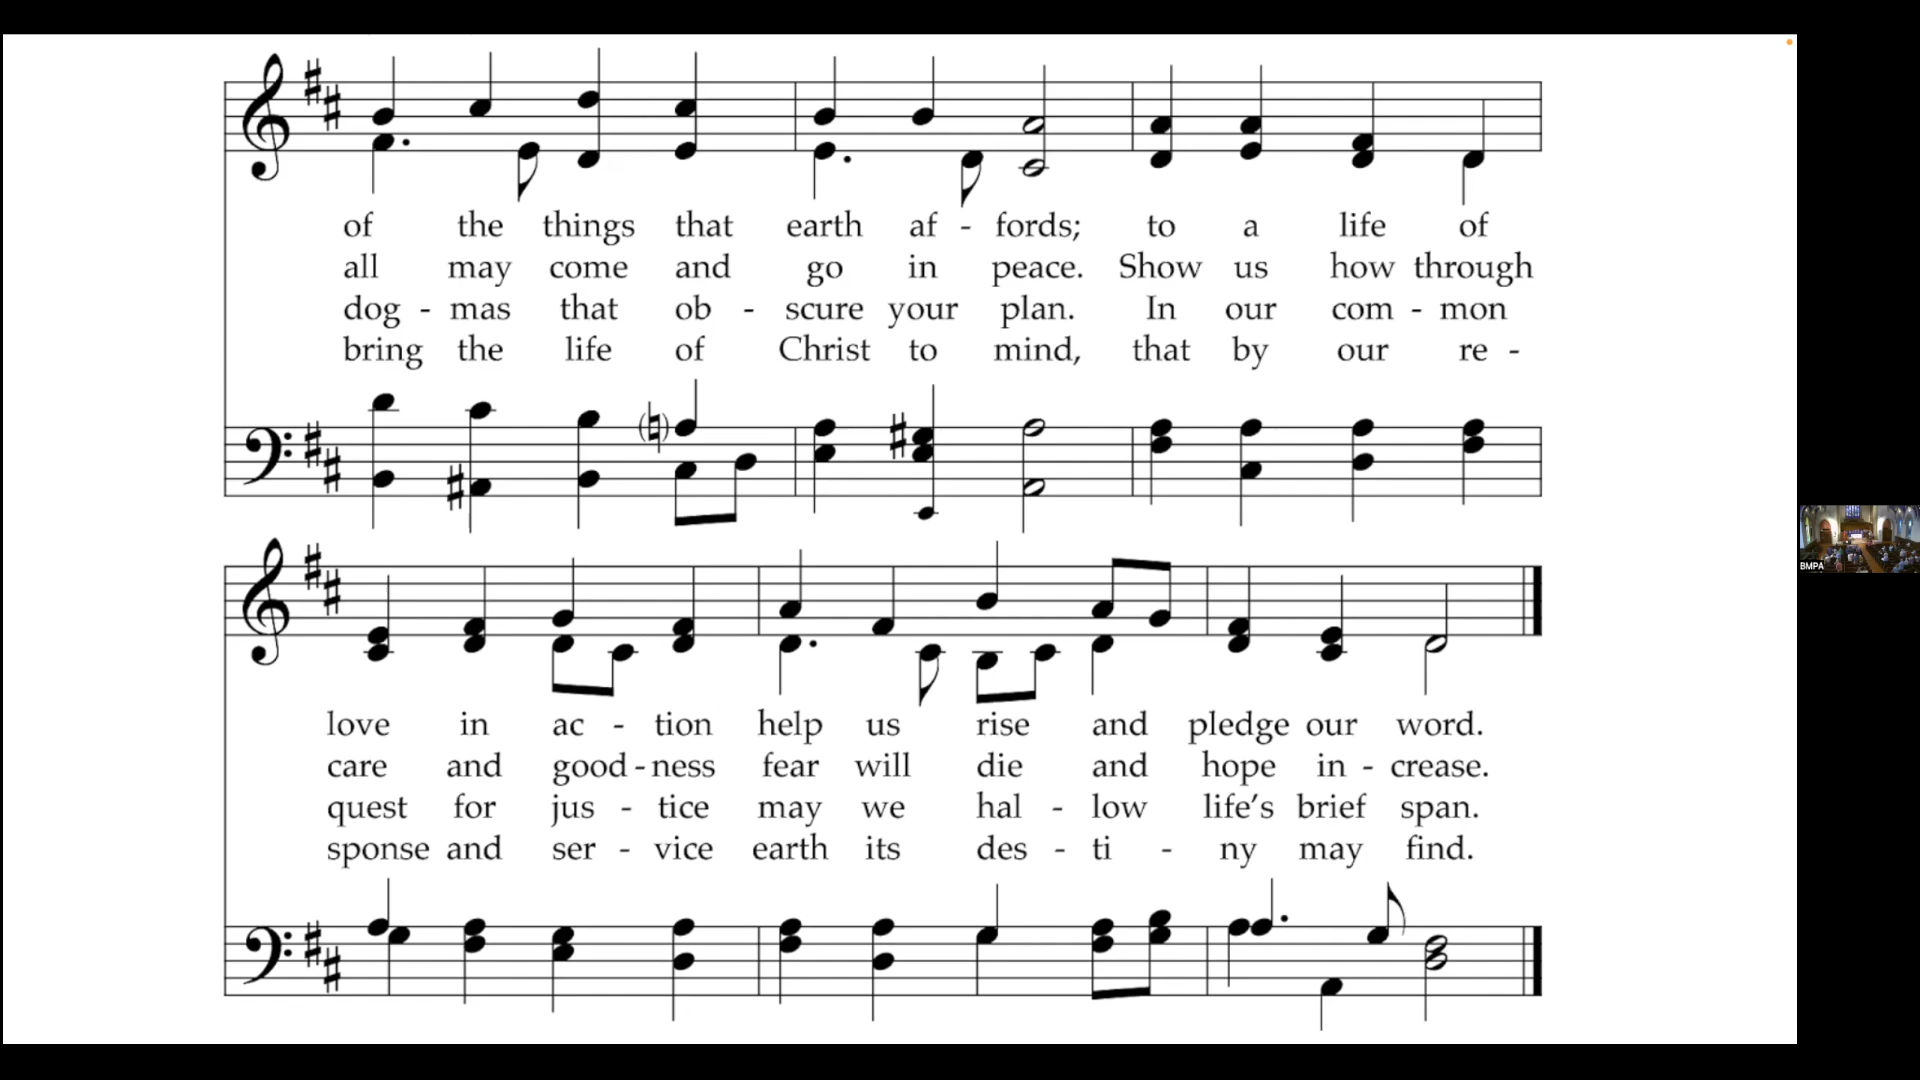 of the things that earth af - fords; to a life of
all may come and go in peace. Show us how through
dog - mas that ob - scure your plan. In our com - mon
bring the life of Christ to mind, that by our re -
love in ac - tion help us rise and pledge our word.
care and good - ness fear will die and hope in - crease.
quest for jus - tice may we hal - low life’s brief span.
sponse and ser - vice earth its des - ti - ny may find.
BMPA